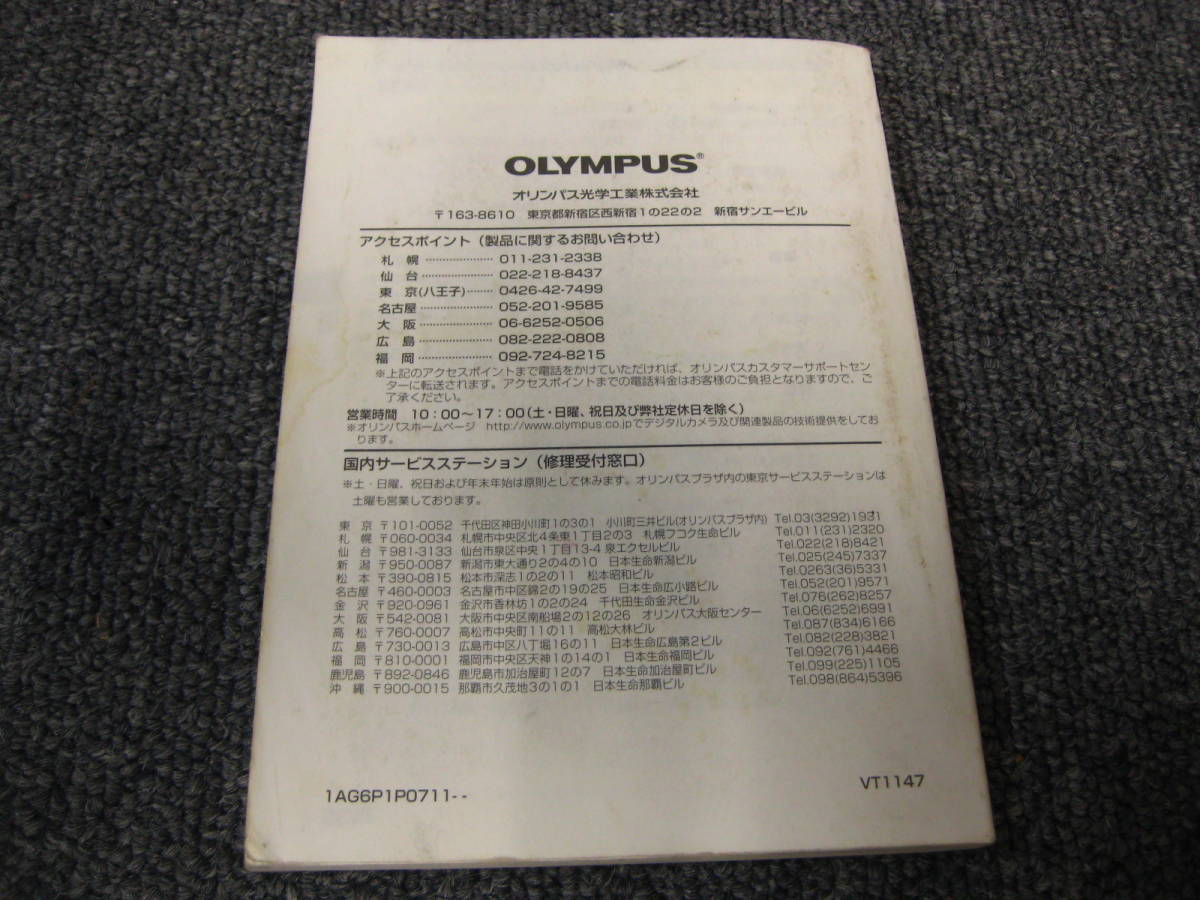 OLYMPUS®
オリンパス光学工業株式会社
〒163-8610 東京都新宿区西新宿1の22の2 新宿サンエービル
アクセスポイント（製品に関するお問い合わせ）
札 幌 ………………… 011-231-2338
仙 台 ………………… 022-218-8437
東 京(八王子)……… 0426-42-7499
名古屋 ………………… 052-201-9585
大 阪 ………………… 06-6252-0506
広 島 ………………… 082-222-0808
福 岡 ………………… 092-724-8215
※上記のアクセスポイントまで電話をかけていただければ、オリンパスカスタマーサポートセン
ターに転送されます。アクセスポイントまでの電話料金はお客様のご負担となりますので、ご
了承ください。
営業時間 10：00～17：00（土・日曜、祝日及び弊社定休日を除く）
※オリンパスホームページ http://www.olympus.co.jpでデジタルカメラ及び関連製品の技術提供をしてお
ります。
国内サービスステーション（修理受付窓口）
※土・日曜、祝日および年末年始は原則として休みます。オリンパスプラザ内の東京サービスステーションは
土曜も営業しております。
東 京 〒101-0052 千代田区神田小川町1の3の1 小川町三井ビル(オリンパスプラザ内) Tel.03(3292)1931
札 幌 〒060-0034 札幌市中央区北4条東1丁目2の3 札幌フコク生命ビル Tel.011(231)2320
仙 台 〒981-3133 仙台市泉区中央1丁目13-4 泉エクセルビル Tel.022(218)8421
新 潟 〒950-0087 新潟市東大通り2の4の10 日本生命新潟ビル Tel.025(245)7337
松 本 〒390-0815 松本市深志1の2の11 松本昭和ビル Tel.0263(36)5331
名古屋 〒460-0003 名古屋市中区錦2の19の25 日本生命広小路ビル Tel.052(201)9571
金 沢 〒920-0961 金沢市香林坊1の2の24 千代田生命金沢ビル Tel.076(262)8257
大 阪 〒542-0081 大阪市中央区南船場2の12の26 オリンパス大阪センター Tel.06(6252)6991
高 松 〒760-0007 高松市中央町11の11 高松大林ビル Tel.087(834)6166
広 島 〒730-0013 広島市中区八丁堀16の11 日本生命広島第2ビル Tel.082(228)3821
福 岡 〒810-0001 福岡市中央区天神1の14の1 日本生命福岡ビル Tel.092(761)4466
鹿児島 〒892-0846 鹿児島市加治屋町12の7 日本生命加治屋町ビル Tel.099(225)1105
沖 縄 〒900-0015 那覇市久茂地3の1の1 日本生命那覇ビル Tel.098(864)5396
1AG6P1P0711- -
VT1147